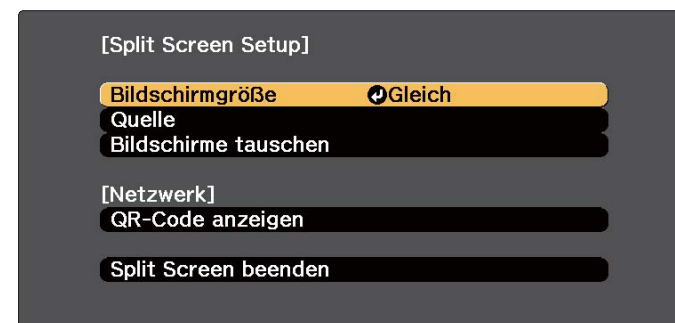 [Split Screen Setup]
Bildschirmgröße Gleich
Quelle
Bildschirme tauschen
[Netzwerk]
QR-Code anzeigen
Split Screen beenden